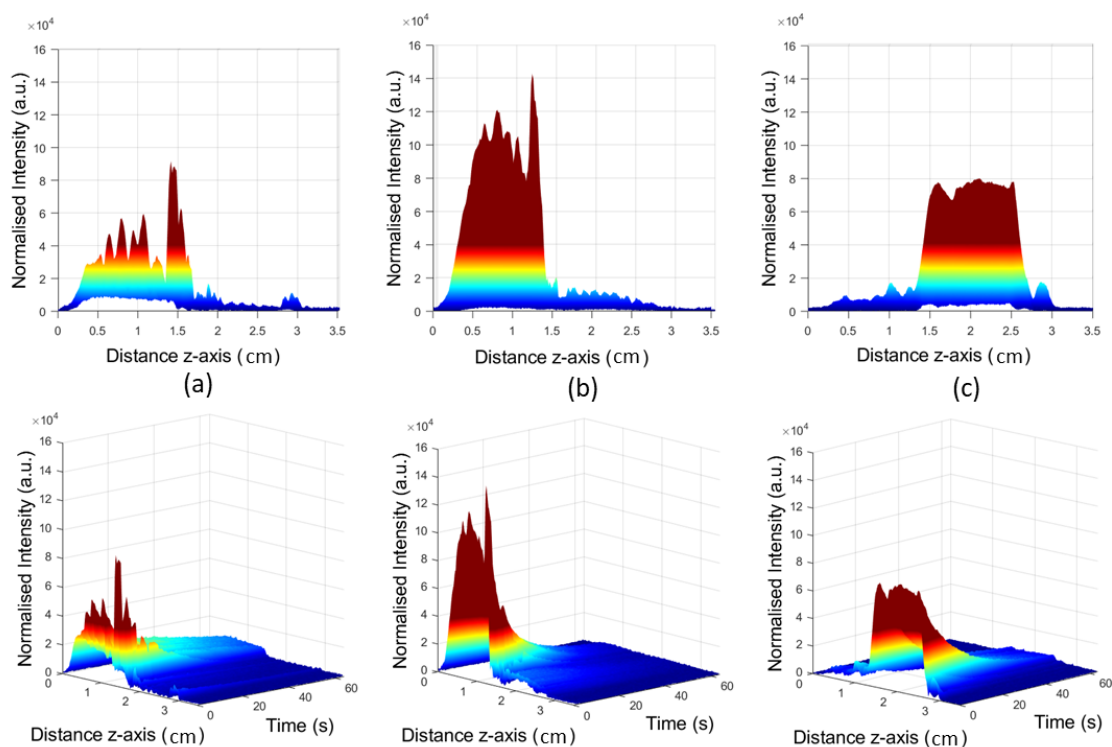 ×10⁴ ×10⁴ ×10⁴
16 16 16
14 14 14
12 12 12
10 10 10
8 8 8
6 6 6
4 4 4
2 2 2
0 0 0
Normalised Intensity (a.u.) Normalised Intensity (a.u.) Normalised Intensity (a.u.)
0 0.5 1 1.5 2 2.5 3 3.5 0 0.5 1 1.5 2 2.5 3 3.5 0 0.5 1 1.5 2 2.5 3 3.5
Distance z-axis (cm) Distance z-axis (cm) Distance z-axis (cm)
(a) (b) (c)
×10⁴ ×10⁴ ×10⁴
16 16 16
14 14 14
12 12 12
10 10 10
8 8 8
6 6 6
4 4 4
2 2 2
0 0 0
Normalised Intensity (a.u.) Normalised Intensity (a.u.) Normalised Intensity (a.u.)
0 1 2 3 0 20 40 60 0 1 2 3 0 20 40 60 0 1 2 3 0 20 40 60
Distance z-axis (cm) Time (s) Distance z-axis (cm) Time (s) Distance z-axis (cm) Time (s)